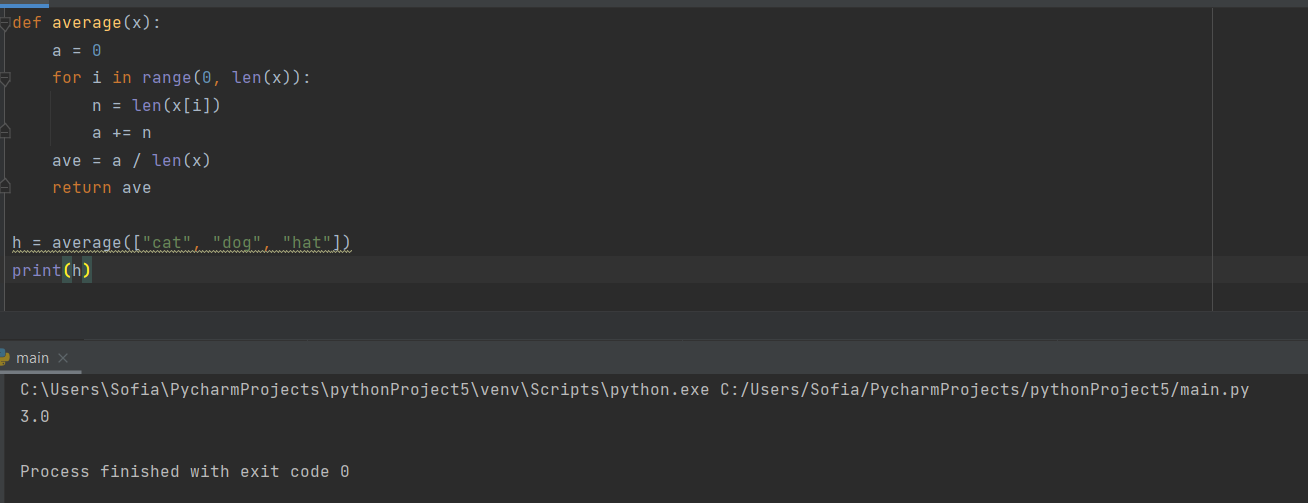 def average(x):
    a = 0
    for i in range(0, len(x)):
        n = len(x[i])
        a += n
    ave = a / len(x)
    return ave
h = average(["cat", "dog", "hat"])
print(h)
main
C:\Users\Sofia\PycharmProjects\pythonProject5\venv\Scripts\python.exe C:/Users/Sofia/PycharmProjects/pythonProject5/main.py
3.0
Process finished with exit code 0